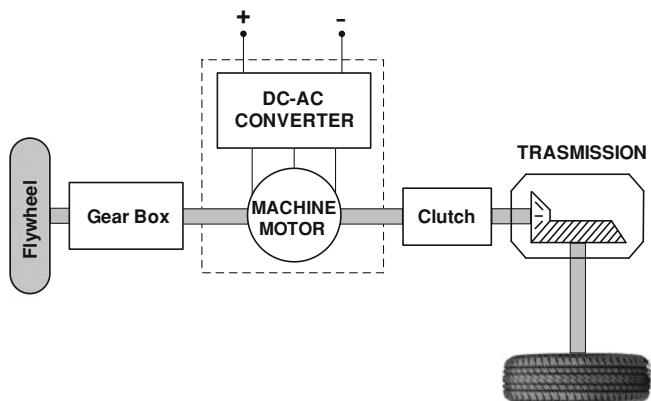 + -
DC-AC
CONVERTER
TRASMISSION
Flywheel
Gear Box
MACHINE
MOTOR
Clutch